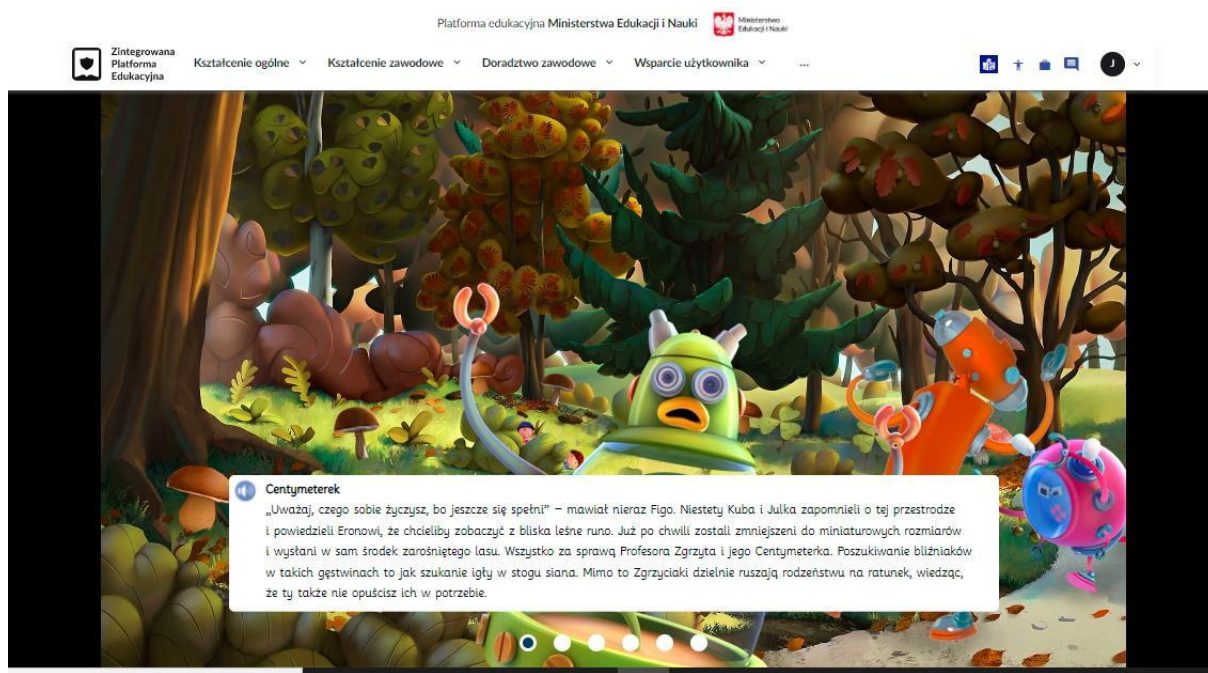 Platforma edukacyjna Ministerstwa Edukacji i Nauki
Ministerstwo
Edukacji i Nauki
Zintegrowana
Platforma
Edukacyjna
Kształcenie ogólne
Kształcenie zawodowe
Doradztwo zawodowe
Wsparcie użytkownika
...
J
Centymeterek
„Uważaj, czego sobie życzysz, bo jeszcze się spełni” – mawiał nieraz Figo. Niestety Kuba i Julka zapomnieli o tej przestrodze
i powiedzieli Eronowi, że chcieliby zobaczyć z bliska leśne runo. Już po chwili zostali zmniejszeni do miniaturowych rozmiarów
i wysłani w sam środek zarośniętego lasu. Wszystko za sprawą Profesora Zgrzyta i jego Centymeterka. Poszukiwanie bliźniaków
w takich gęstwinach to jak szukanie igły w stogu siana. Mimo to Zgrzyciaki dzielnie ruszają rodzeństwu na ratunek, wiedząc,
że ty także nie opuścisz ich w potrzebie.